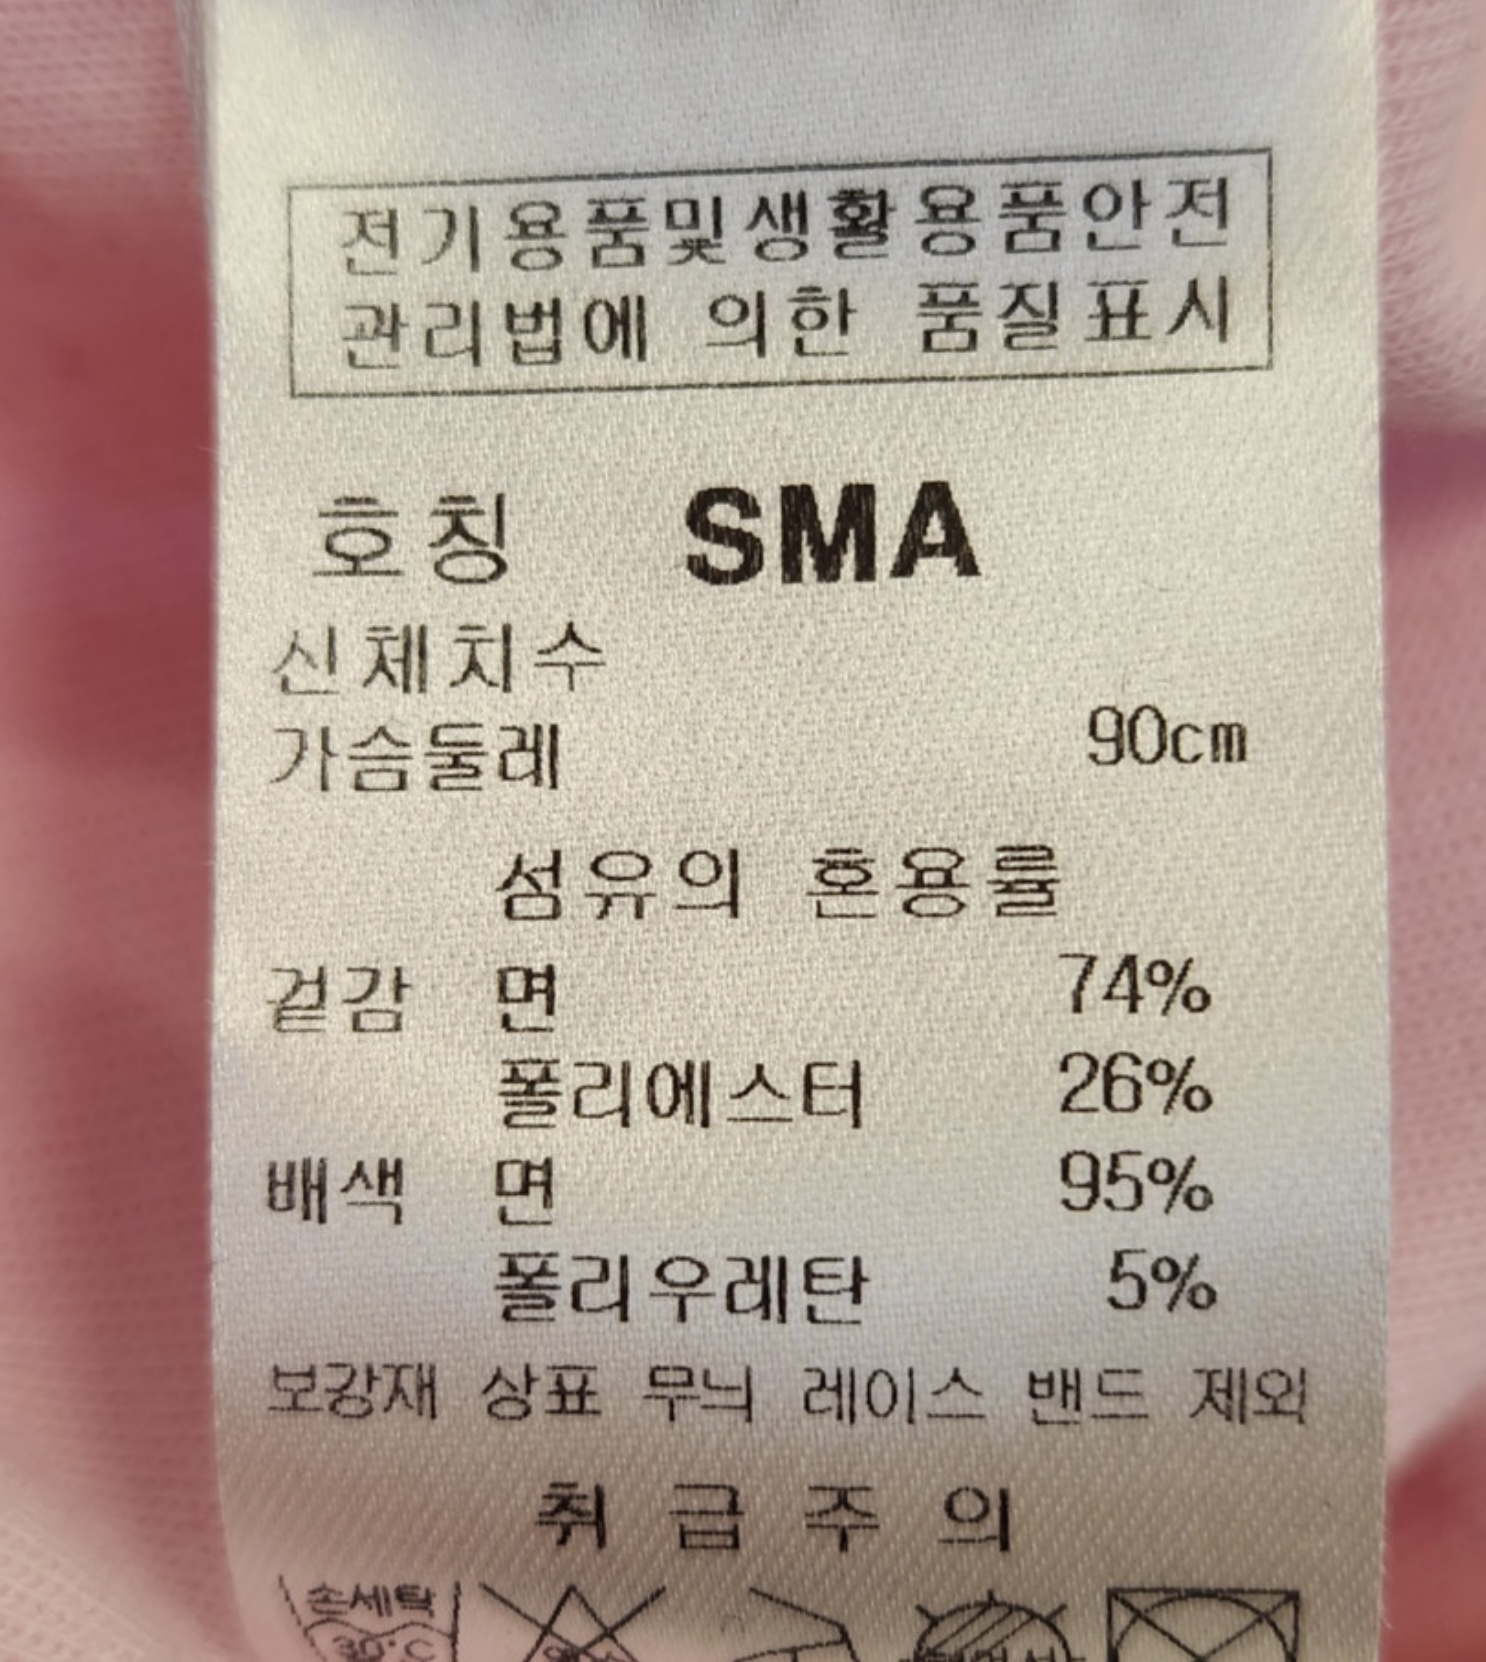 전기용품및생활용품안전
관리법에 의한 품질표시
호칭 SMA
신체치수
가슴둘레 90cm
섬유의 혼용률
겉감 면 74%
폴리에스터 26%
배색 면 95%
폴리우레탄 5%
보강재 상표 무늬 레이스 밴드 제외
취급주의
손세탁
30°C